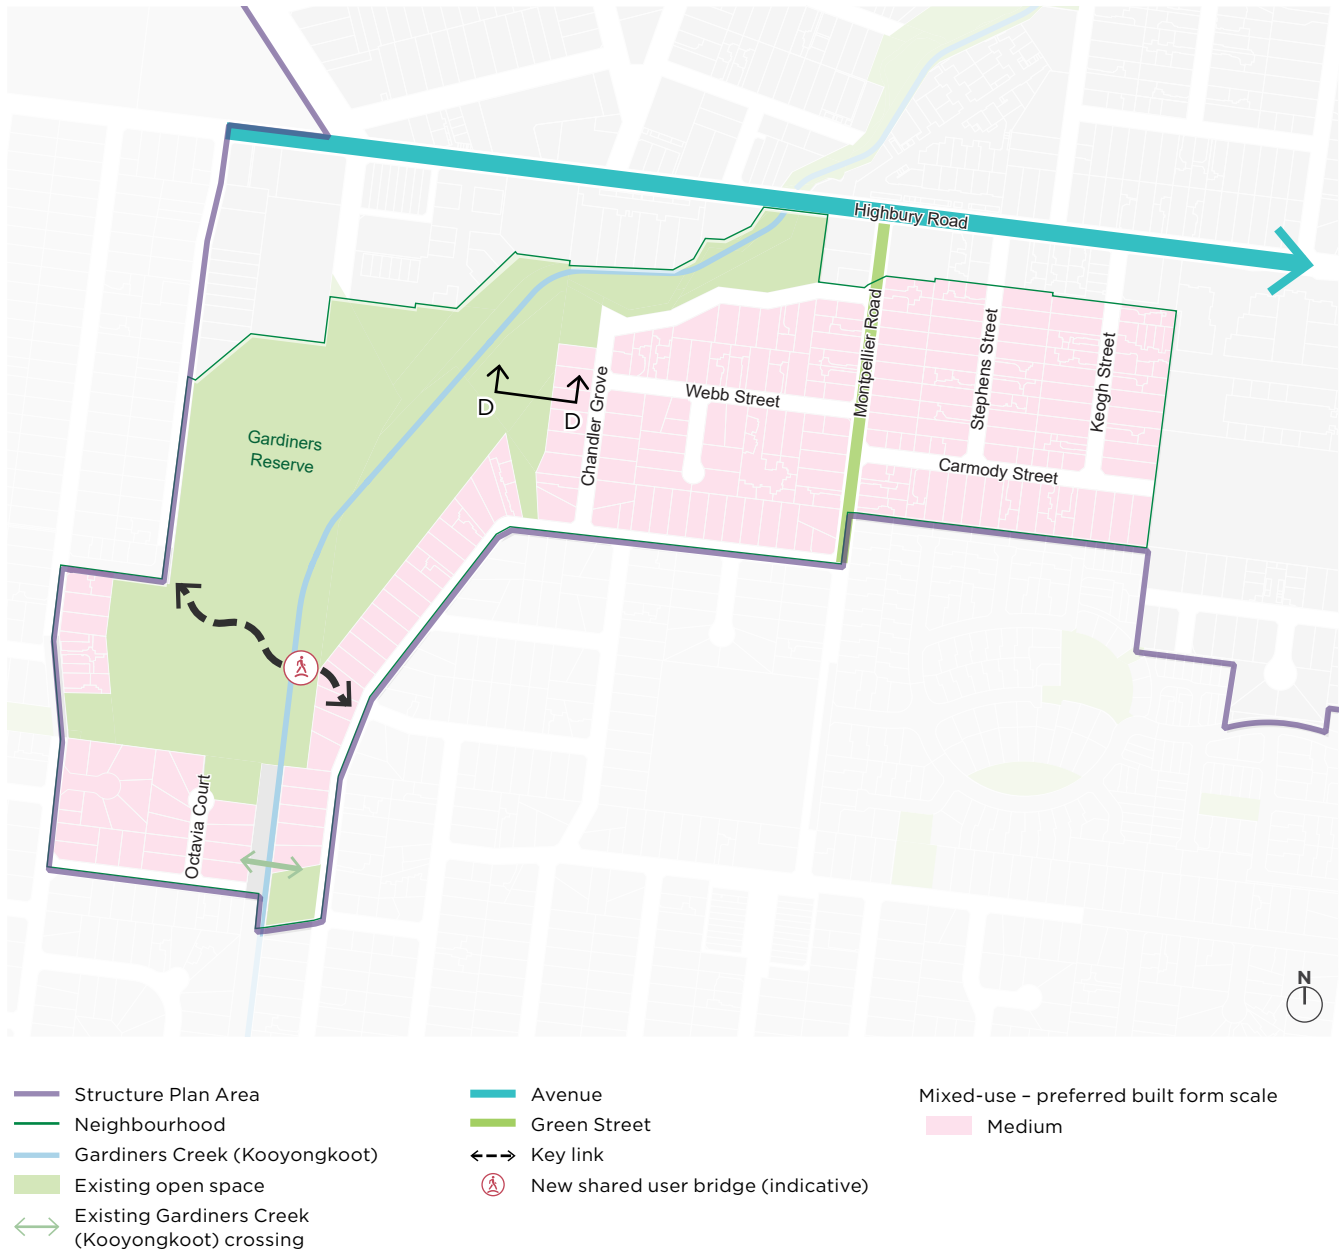 Highbury Road
Montpellier Road
Stephens Street
Keogh Street
Webb Street
Chandler Grove
D
D
Gardiners
Reserve
Carmody Street
Octavia Court
N
Structure Plan Area
Neighbourhood
Gardiners Creek (Kooyongkoot)
Existing open space
Existing Gardiners Creek
(Kooyongkoot) crossing
Avenue
Green Street
Key link
New shared user bridge (indicative)
Mixed-use – preferred built form scale
Medium